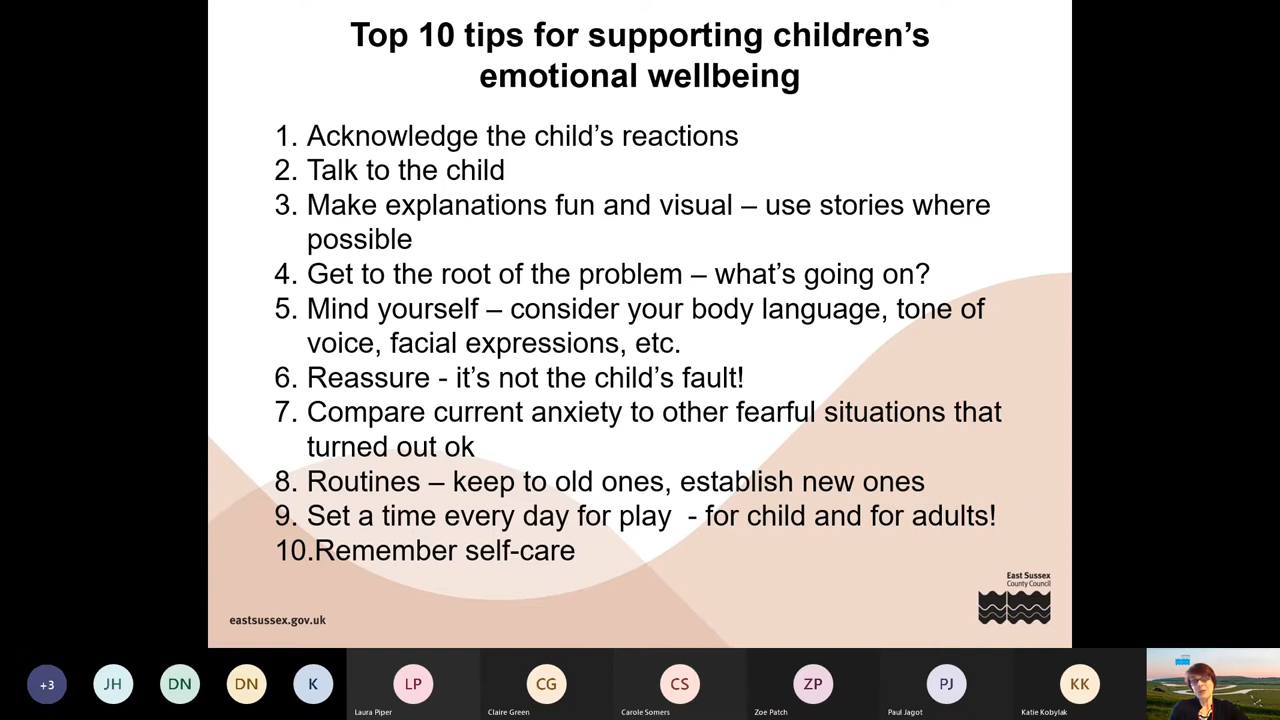 Top 10 tips for supporting children’s
emotional wellbeing
1. Acknowledge the child’s reactions
2. Talk to the child
3. Make explanations fun and visual – use stories where
possible
4. Get to the root of the problem – what’s going on?
5. Mind yourself – consider your body language, tone of
voice, facial expressions, etc.
6. Reassure - it’s not the child’s fault!
7. Compare current anxiety to other fearful situations that
turned out ok
8. Routines – keep to old ones, establish new ones
9. Set a time every day for play - for child and for adults!
10.Remember self-care
East Sussex
County Council
eastsussex.gov.uk
+3 JH DN DN K LP CG CS ZP PJ KK
Laura Piper Claire Green Carole Somers Zoe Patch Paul Jagot Katie Kobylak